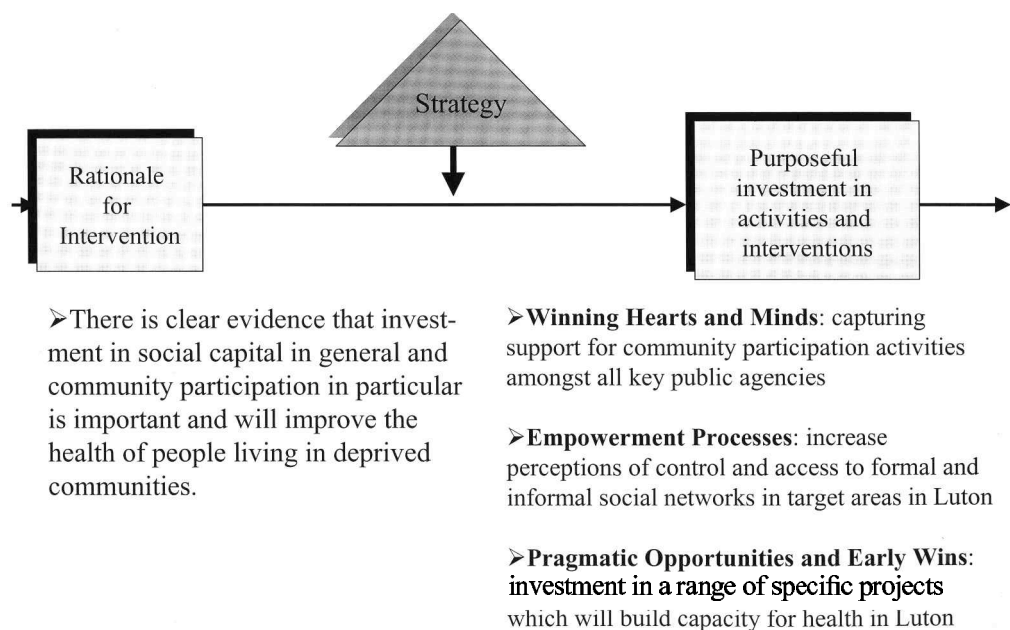 Strategy
Rationale
for
Intervention
Purposeful
investment in
activities and
interventions
➢There is clear evidence that invest-
ment in social capital in general and
community participation in particular
is important and will improve the
health of people living in deprived
communities.
➢Winning Hearts and Minds: capturing
support for community participation activities
amongst all key public agencies
➢Empowerment Processes: increase
perceptions of control and access to formal and
informal social networks in target areas in Luton
➢Pragmatic Opportunities and Early Wins:
investment in a range of specific projects
which will build capacity for health in Luton